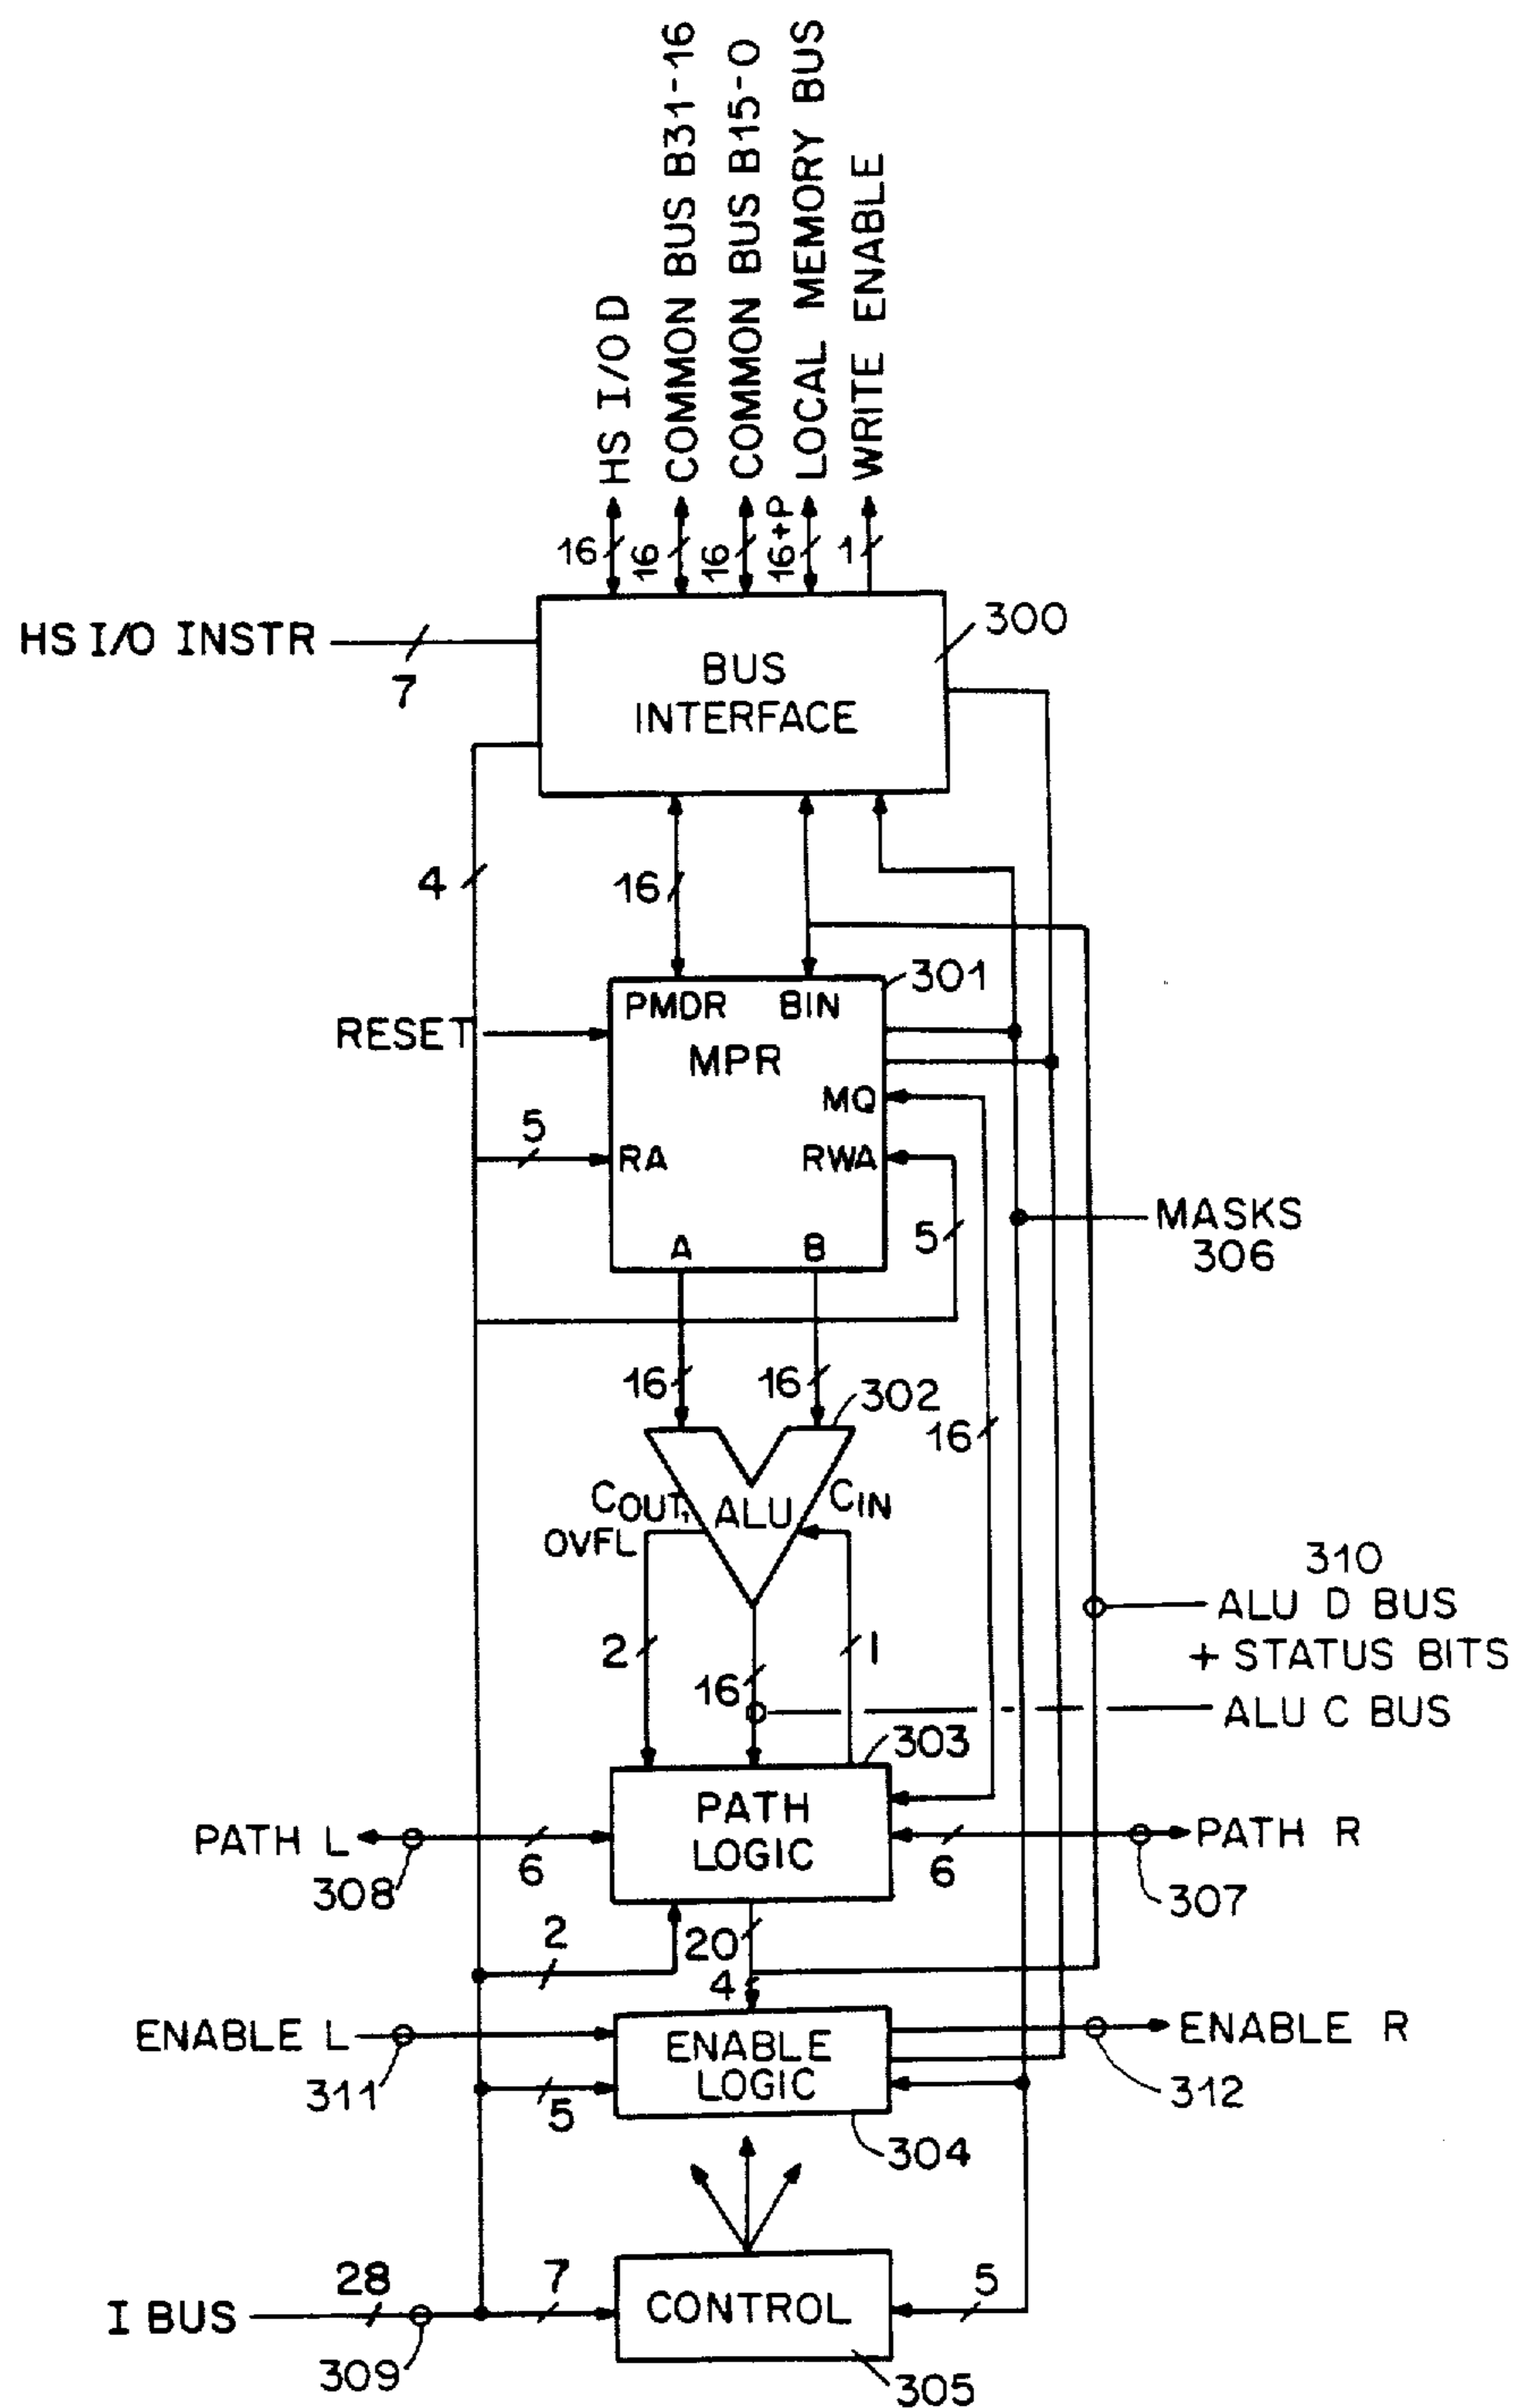 HS I/O D
COMMON BUS B31-16
COMMON BUS B15-0
LOCAL MEMORY BUS
WRITE ENABLE
16
16
16
16+P
1
HS I/O INSTR
7
300
BUS
INTERFACE
4
16
301
PMDR
BIN
RESET
MPR
MQ
5
RA
RWA
5
MASKS
306
A
B
16
16
302
16
COUT,
OVFL
ALU
CIN
310
ALU D BUS
+ STATUS BITS
2
1
16
ALU C BUS
303
PATH
LOGIC
PATH L
308
6
6
PATH R
307
2
20
4
ENABLE L
311
ENABLE
LOGIC
ENABLE R
312
5
304
28
I BUS
309
7
CONTROL
5
305